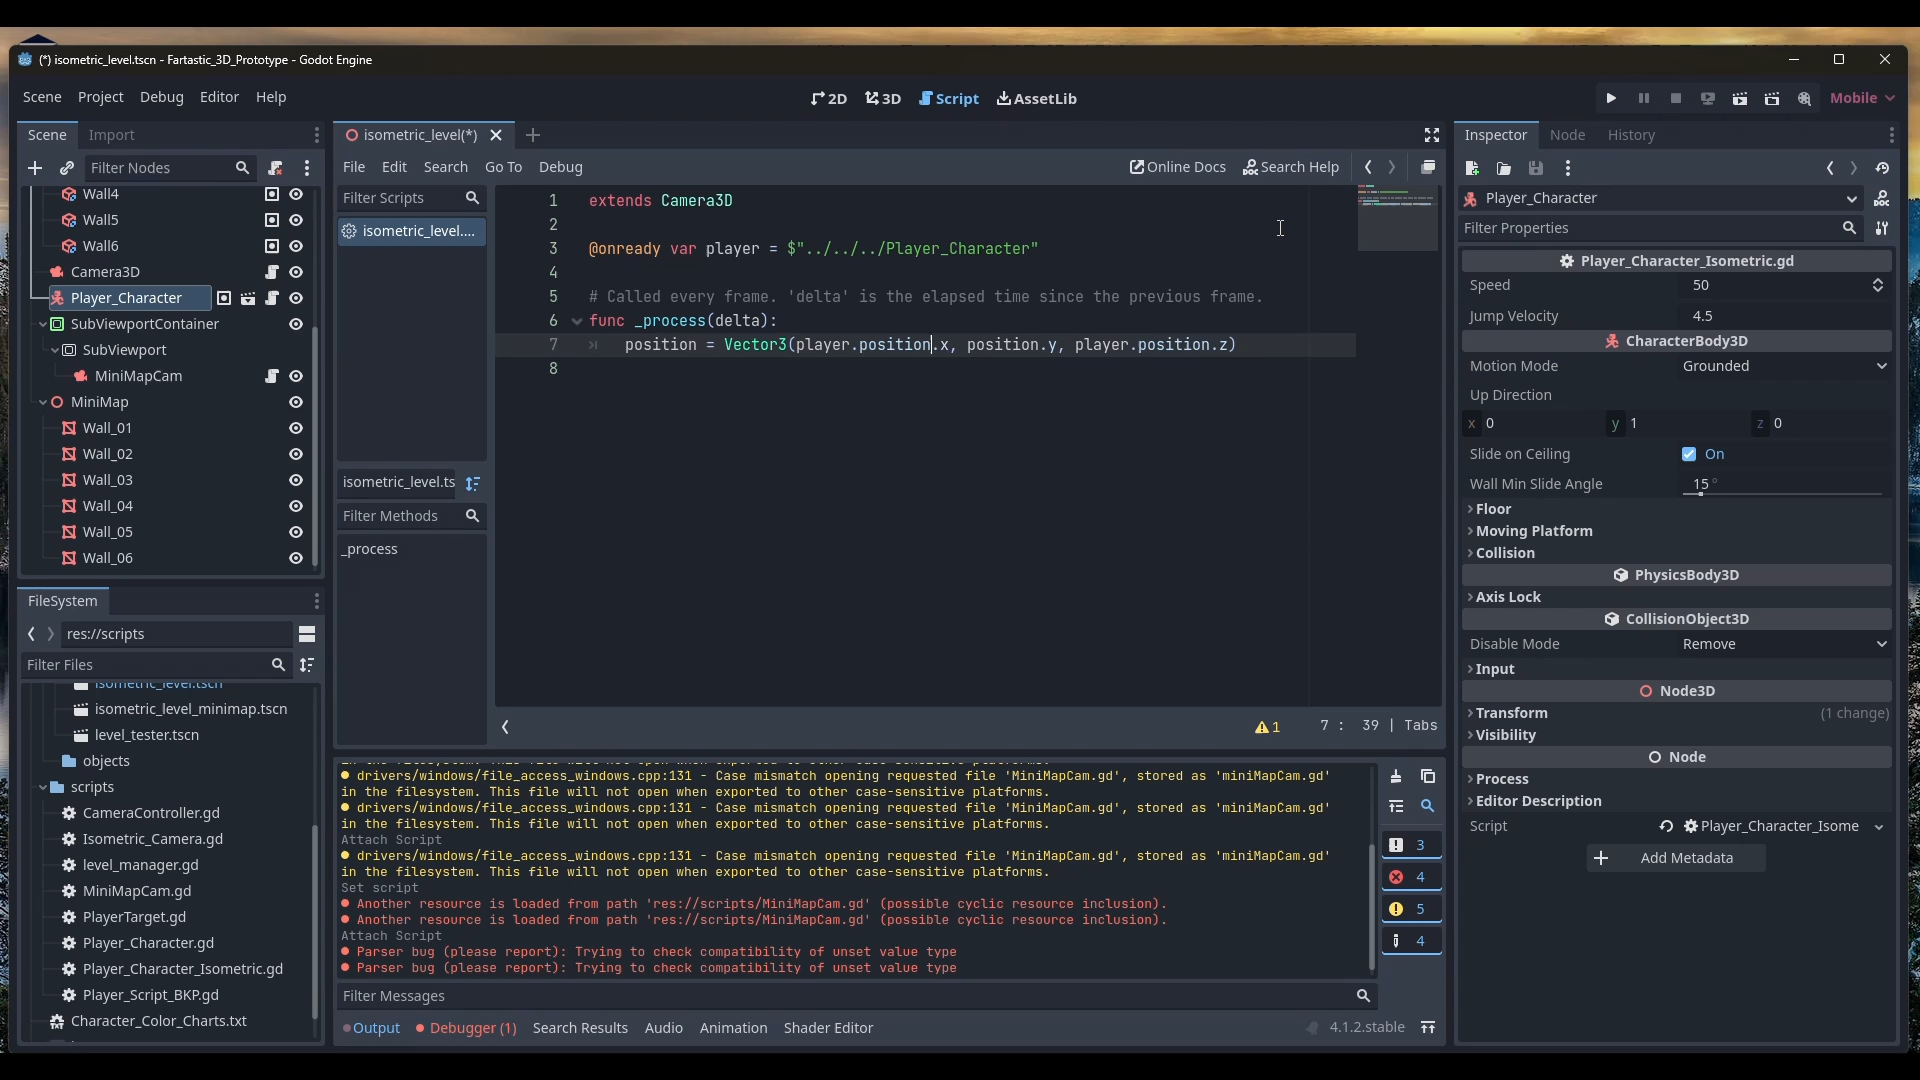 (*) isometric_level.tscn - Fartastic_3D_Prototype - Godot Engine
Scene Project Debug Editor Help
2D 3D Script AssetLib
Mobile
Scene Import
Filter Nodes
Wall4
Wall5
Wall6
Camera3D
Player_Character
SubViewportContainer
SubViewport
MiniMapCam
MiniMap
Wall_01
Wall_02
Wall_03
Wall_04
Wall_05
Wall_06
FileSystem
res://scripts
Filter Files
isometric_level.tscn
isometric_level_minimap.tscn
level_tester.tscn
objects
scripts
CameraController.gd
Isometric_Camera.gd
level_manager.gd
MiniMapCam.gd
PlayerTarget.gd
Player_Character.gd
Player_Character_Isometric.gd
Player_Script_BKP.gd
Character_Color_Charts.txt
isometric_level(*)
File Edit Search Go To Debug
Online Docs Search Help
Filter Scripts
isometric_level....
isometric_level.ts
Filter Methods
_process
1 extends Camera3D
2
3 @onready var player = $"../../../Player_Character"
4
5 # Called every frame. 'delta' is the elapsed time since the previous frame.
6 func _process(delta):
7 position = Vector3(player.position.x, position.y, player.position.z)
8
1 7 : 39 | Tabs
drivers/windows/file_access_windows.cpp:131 - Case mismatch opening requested file 'MiniMapCam.gd', stored as 'miniMapCam.gd'
in the filesystem. This file will not open when exported to other case-sensitive platforms.
drivers/windows/file_access_windows.cpp:131 - Case mismatch opening requested file 'MiniMapCam.gd', stored as 'miniMapCam.gd'
in the filesystem. This file will not open when exported to other case-sensitive platforms.
Attach Script
drivers/windows/file_access_windows.cpp:131 - Case mismatch opening requested file 'MiniMapCam.gd', stored as 'miniMapCam.gd'
in the filesystem. This file will not open when exported to other case-sensitive platforms.
Set script
Another resource is loaded from path 'res://scripts/MiniMapCam.gd' (possible cyclic resource inclusion).
Another resource is loaded from path 'res://scripts/MiniMapCam.gd' (possible cyclic resource inclusion).
Attach Script
Parser bug (please report): Trying to check compatibility of unset value type
Parser bug (please report): Trying to check compatibility of unset value type
3
4
5
4
Filter Messages
Output Debugger (1) Search Results Audio Animation Shader Editor
4.1.2.stable
Inspector Node History
Player_Character
Filter Properties
Player_Character_Isometric.gd
Speed 50
Jump Velocity 4.5
CharacterBody3D
Motion Mode Grounded
Up Direction
x 0 y 1 z 0
Slide on Ceiling On
Wall Min Slide Angle 15 °
Floor
Moving Platform
Collision
PhysicsBody3D
Axis Lock
CollisionObject3D
Disable Mode Remove
Input
Node3D
Transform (1 change)
Visibility
Node
Process
Editor Description
Script Player_Character_Isome
Add Metadata